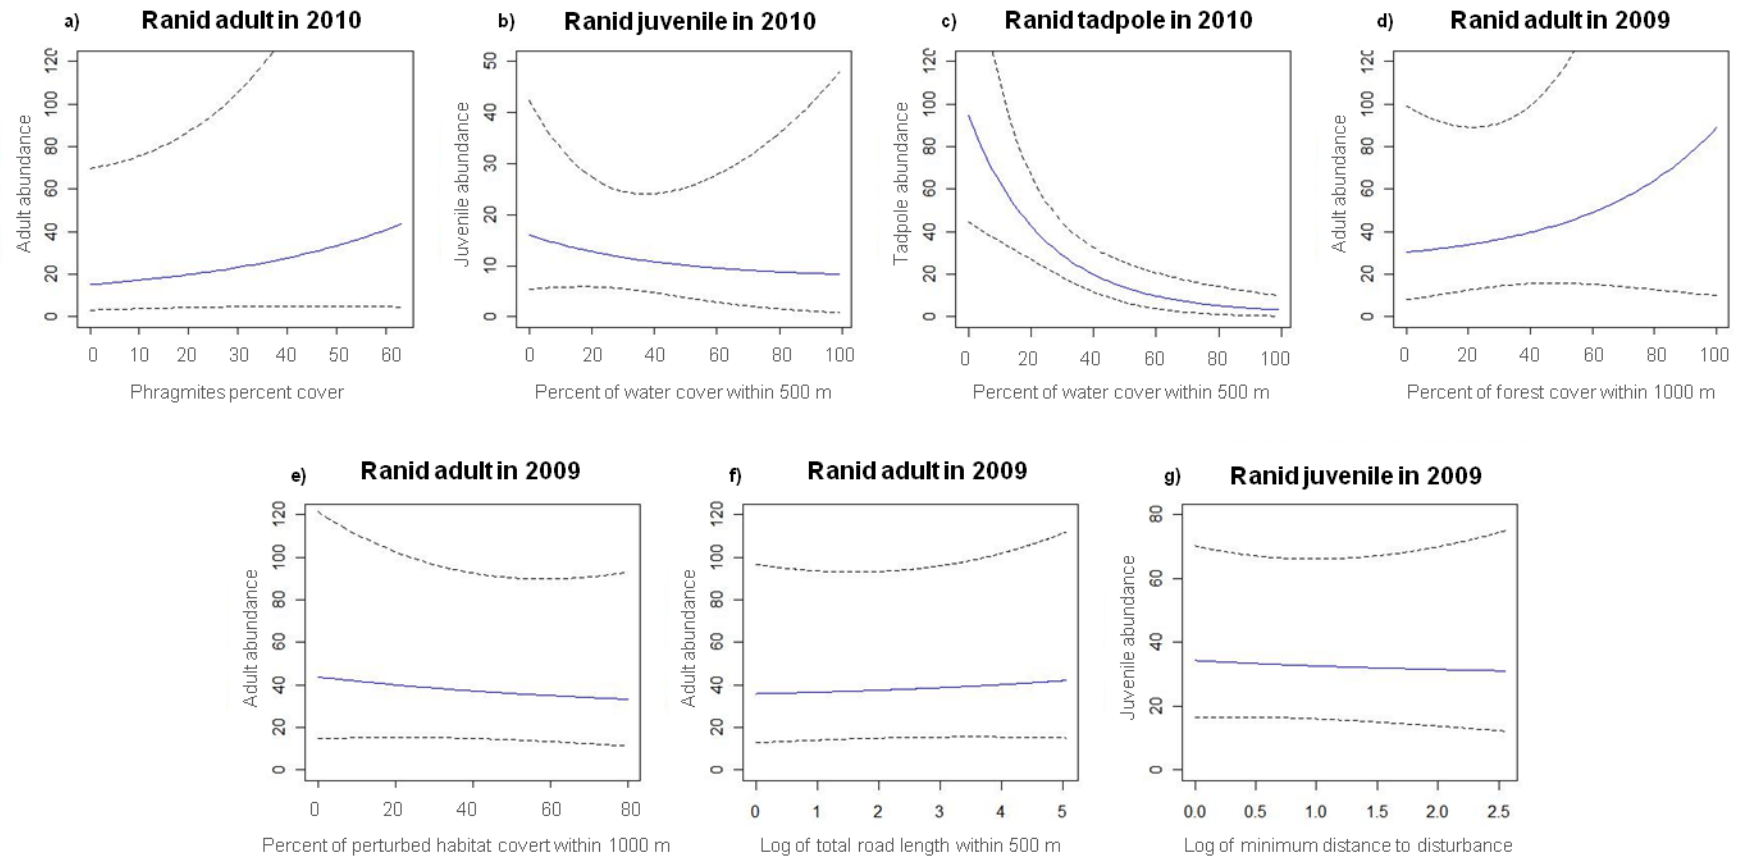 a) Ranid adult in 2010
120
100
80
60
40
20
0
Adult abundance
0 10 20 30 40 50 60
Phragmites percent cover
b) Ranid juvenile in 2010
50
40
30
20
10
0
Juvenile abundance
0 20 40 60 80 100
Percent of water cover within 500 m
c) Ranid tadpole in 2010
120
100
80
60
40
20
0
Tadpole abundance
0 20 40 60 80 100
Percent of water cover within 500 m
d) Ranid adult in 2009
120
100
80
60
40
20
0
Adult abundance
0 20 40 60 80 100
Percent of forest cover within 1000 m
e) Ranid adult in 2009
120
100
80
60
40
20
0
Adult abundance
0 20 40 60 80
Percent of perturbed habitat covert within 1000 m
f) Ranid adult in 2009
120
100
80
60
40
20
0
Adult abundance
0 1 2 3 4 5
Log of total road length within 500 m
g) Ranid juvenile in 2009
80
60
40
20
0
Juvenile abundance
0.0 0.5 1.0 1.5 2.0 2.5
Log of minimum distance to disturbance